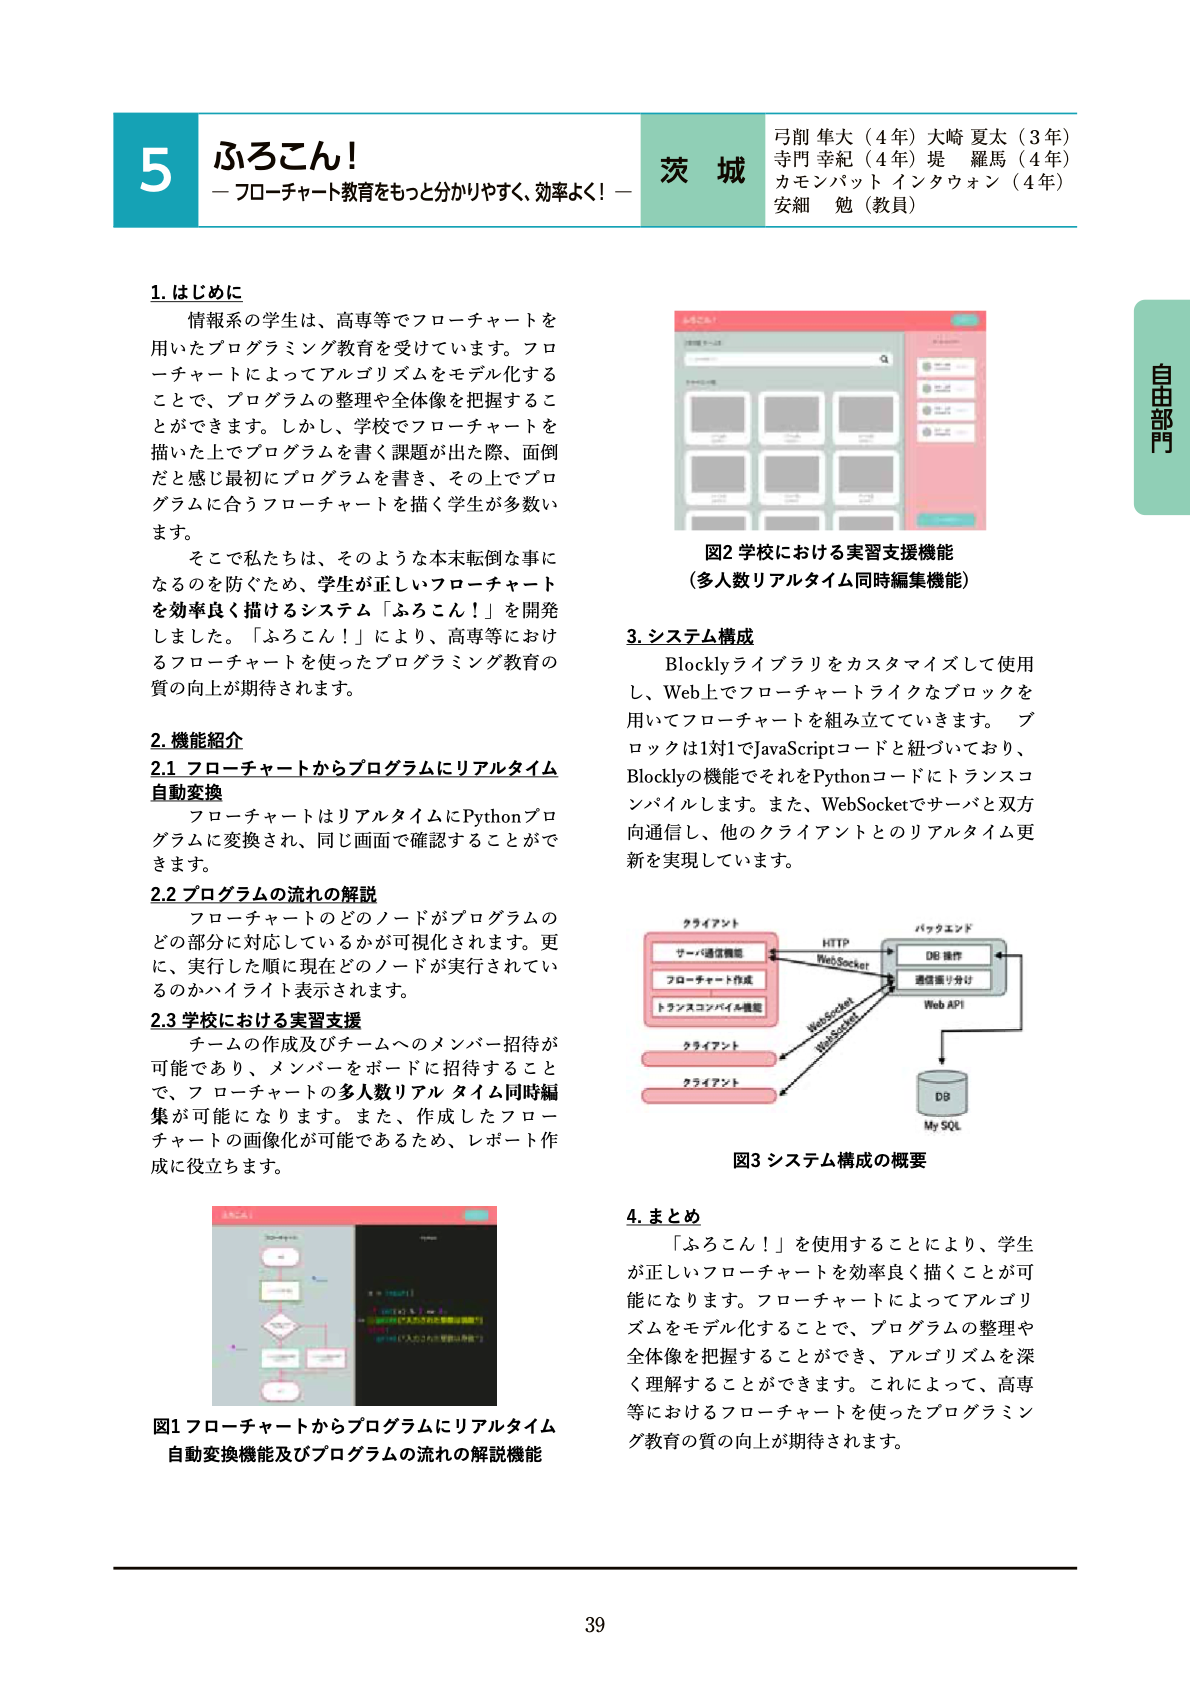 5
ふろこん！
― フローチャート教育をもっと分かりやすく、効率よく！ ―
茨　城
弓削 隼大（４年）大崎 夏太（３年）
寺門 幸紀（４年）堤　羅馬（４年）
カモンパット インタウォン（４年）
安細　勉（教員）
自由部門
1. はじめに
情報系の学生は、高専等でフローチャートを
用いたプログラミング教育を受けています。フロ
ーチャートによってアルゴリズムをモデル化する
ことで、プログラムの整理や全体像を把握するこ
とができます。しかし、学校でフローチャートを
描いた上でプログラムを書く課題が出た際、面倒
だと感じ最初にプログラムを書き、その上でプロ
グラムに合うフローチャートを描く学生が多数い
ます。
そこで私たちは、そのような本末転倒な事に
なるのを防ぐため、学生が正しいフローチャート
を効率良く描けるシステム「ふろこん！」を開発
しました。「ふろこん！」により、高専等におけ
るフローチャートを使ったプログラミング教育の
質の向上が期待されます。
2. 機能紹介
2.1 フローチャートからプログラムにリアルタイム
自動変換
フローチャートはリアルタイムにPythonプロ
グラムに変換され、同じ画面で確認することがで
きます。
2.2 プログラムの流れの解説
フローチャートのどのノードがプログラムの
どの部分に対応しているかが可視化されます。更
に、実行した順に現在どのノードが実行されてい
るのかハイライト表示されます。
2.3 学校における実習支援
チームの作成及びチームへのメンバー招待が
可能であり、メンバーをボードに招待すること
で、フ ローチャートの多人数リアル タイム同時編
集が可能になります。また、作成したフロー
チャートの画像化が可能であるため、レポート作
成に役立ちます。
ふろこん！
フローチャート
Python
図1 フローチャートからプログラムにリアルタイム
自動変換機能及びプログラムの流れの解説機能
ふろこん！
図2 学校における実習支援機能
（多人数リアルタイム同時編集機能）
3. システム構成
Blocklyライブラリをカスタマイズして使用
し、Web上でフローチャートライクなブロックを
用いてフローチャートを組み立てていきます。　ブ
ロックは1対1でJavaScriptコードと紐づいており、
Blocklyの機能でそれをPythonコードにトランスコ
ンパイルします。また、WebSocketでサーバと双方
向通信し、他のクライアントとのリアルタイム更
新を実現しています。
クライアント
サーバ通信機能
フローチャート作成
トランスコンパイル機能
クライアント
クライアント
HTTP
WebSocket
WebSocket
WebSocket
バックエンド
DB 操作
通信振り分け
Web API
DB
My SQL
図3 システム構成の概要
4. まとめ
「ふろこん！」を使用することにより、学生
が正しいフローチャートを効率良く描くことが可
能になります。フローチャートによってアルゴリ
ズムをモデル化することで、プログラムの整理や
全体像を把握することができ、アルゴリズムを深
く理解することができます。これによって、高専
等におけるフローチャートを使ったプログラミン
グ教育の質の向上が期待されます。
39